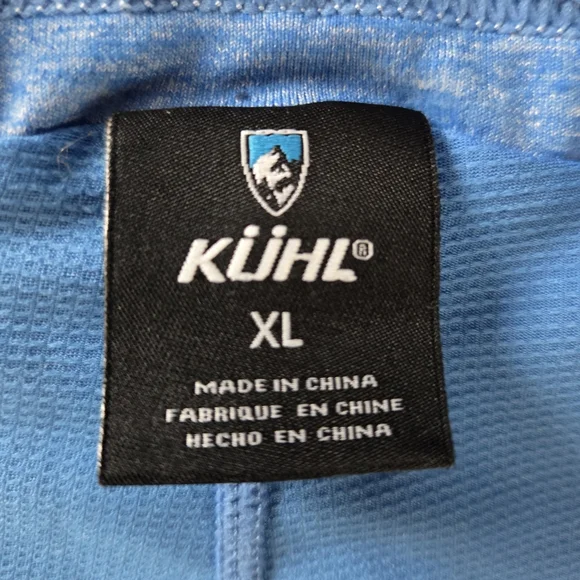 KÜHL®
XL
MADE IN CHINA
FABRIQUE EN CHINE
HECHO EN CHINA